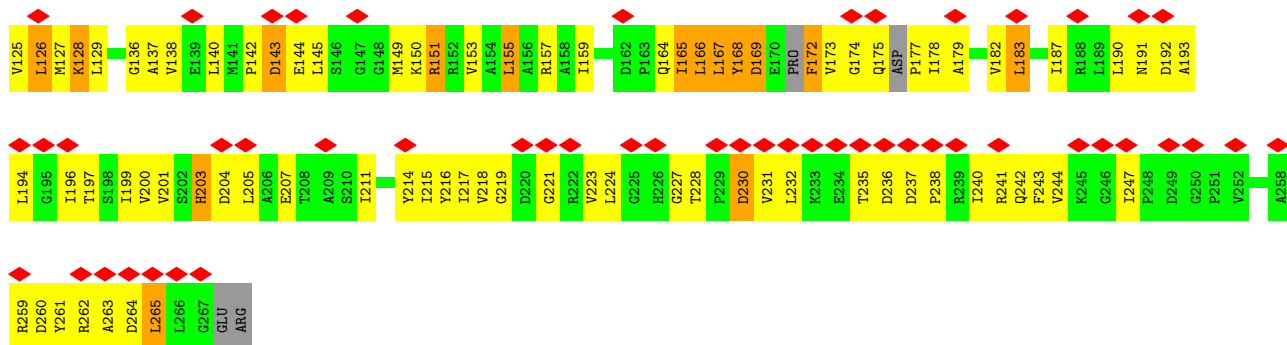 V125 L126 M127 K128 L129 G136 A137 V138 E139 L140 M141 P142 D143 E144 L145 S146 G147 G148 M149 K150 R151 R152 V153 A154 L155 A156 R157 A158 I159 D162 P163 Q164 I165 L166 L167 Y168 D169 E170 PRO F172 V173 G174 Q175 ASP P177 I178 A179 V182 L183 I187 R188 L189 L190 N191 D192 A193
L194 G195 I196 T197 S198 I199 V200 V201 S202 H203 D204 L205 A206 E207 T208 A209 S210 I211 Y214 I215 Y216 I217 V218 G219 D220 G221 R222 V223 L224 G225 H226 G227 T228 P229 D230 V231 L232 K233 E234 T235 D236 D237 P238 R239 I240 R241 Q242 F243 V244 K245 G246 I247 P248 D249 G250 P251 V252 A258
R259 D260 Y261 R262 A263 D264 L265 L266 G267 GLU ARG